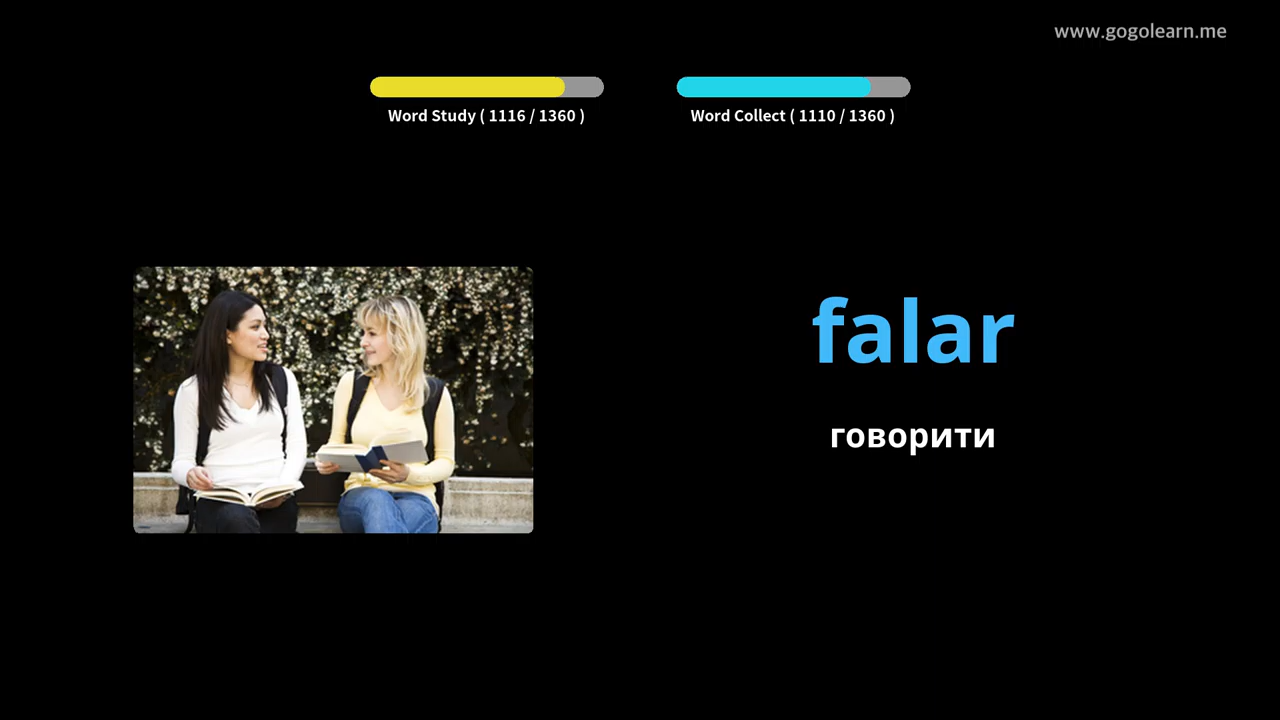 www.gogolearn.me
Word Study ( 1116 / 1360 )
Word Collect ( 1110 / 1360 )
falar
говорити